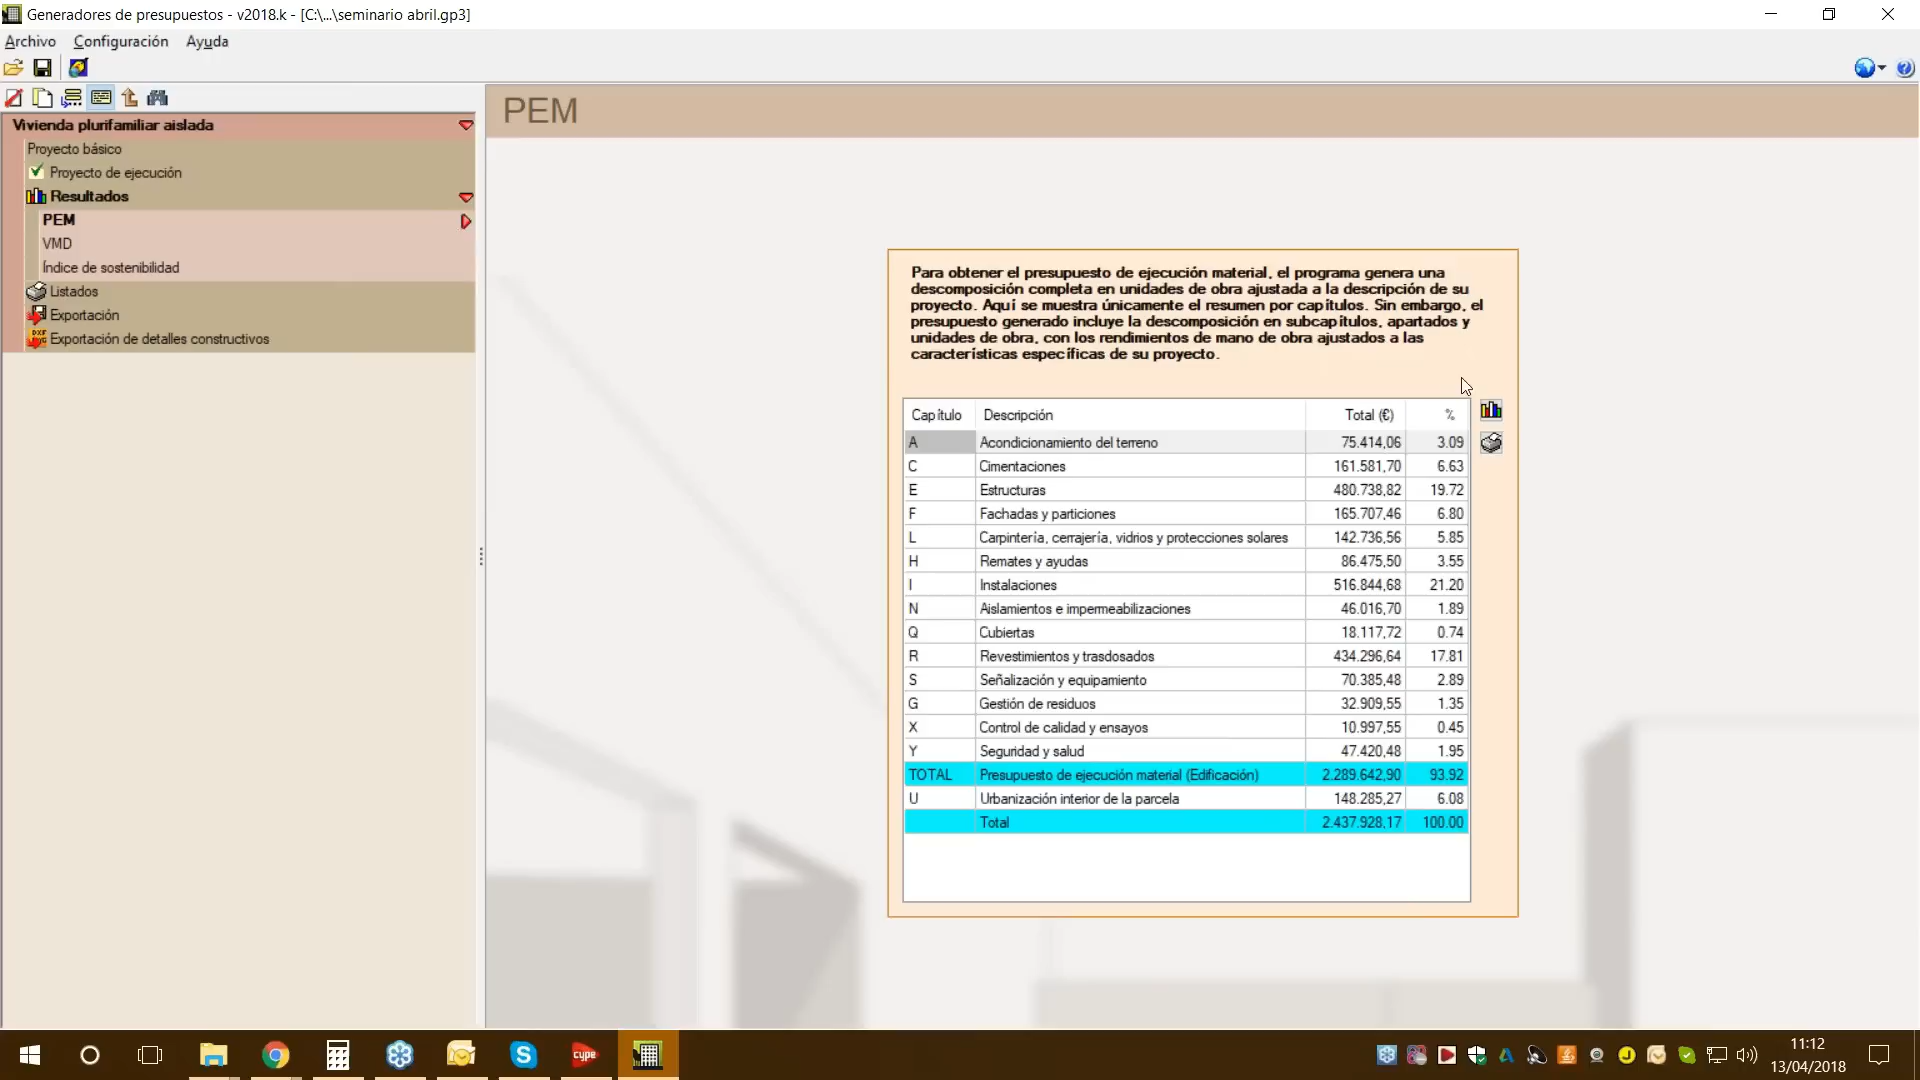 Generadores de presupuestos - v2018.k - [C:\...\seminario abril.gp3]
Archivo Configuración Ayuda
Vivienda plurifamiliar aislada
Proyecto básico
Proyecto de ejecución
Resultados
PEM
VMD
Índice de sostenibilidad
Listados
Exportación
Exportación de detalles constructivos
PEM
Para obtener el presupuesto de ejecución material, el programa genera una
descomposición completa en unidades de obra ajustada a la descripción de su
proyecto. Aquí se muestra únicamente el resumen por capítulos. Sin embargo, el
presupuesto generado incluye la descomposición en subcapítulos, apartados y
unidades de obra, con los rendimientos de mano de obra ajustados a las
características específicas de su proyecto.
Capítulo Descripción Total (€) %
A Acondicionamiento del terreno 75.414,06 3.09
C Cimentaciones 161.581,70 6.63
E Estructuras 480.738,82 19.72
F Fachadas y particiones 165.707,46 6.80
L Carpintería, cerrajería, vidrios y protecciones solares 142.736,56 5.85
H Remates y ayudas 86.475,50 3.55
I Instalaciones 516.844,68 21.20
N Aislamientos e impermeabilizaciones 46.016,70 1.89
Q Cubiertas 18.117,72 0.74
R Revestimientos y trasdosados 434.296,64 17.81
S Señalización y equipamiento 70.385,48 2.89
G Gestión de residuos 32.909,55 1.35
X Control de calidad y ensayos 10.997,55 0.45
Y Seguridad y salud 47.420,48 1.95
TOTAL Presupuesto de ejecución material (Edificación) 2.289.642,90 93.92
U Urbanización interior de la parcela 148.285,27 6.08
Total 2.437.928,17 100.00
cype
11:12
13/04/2018